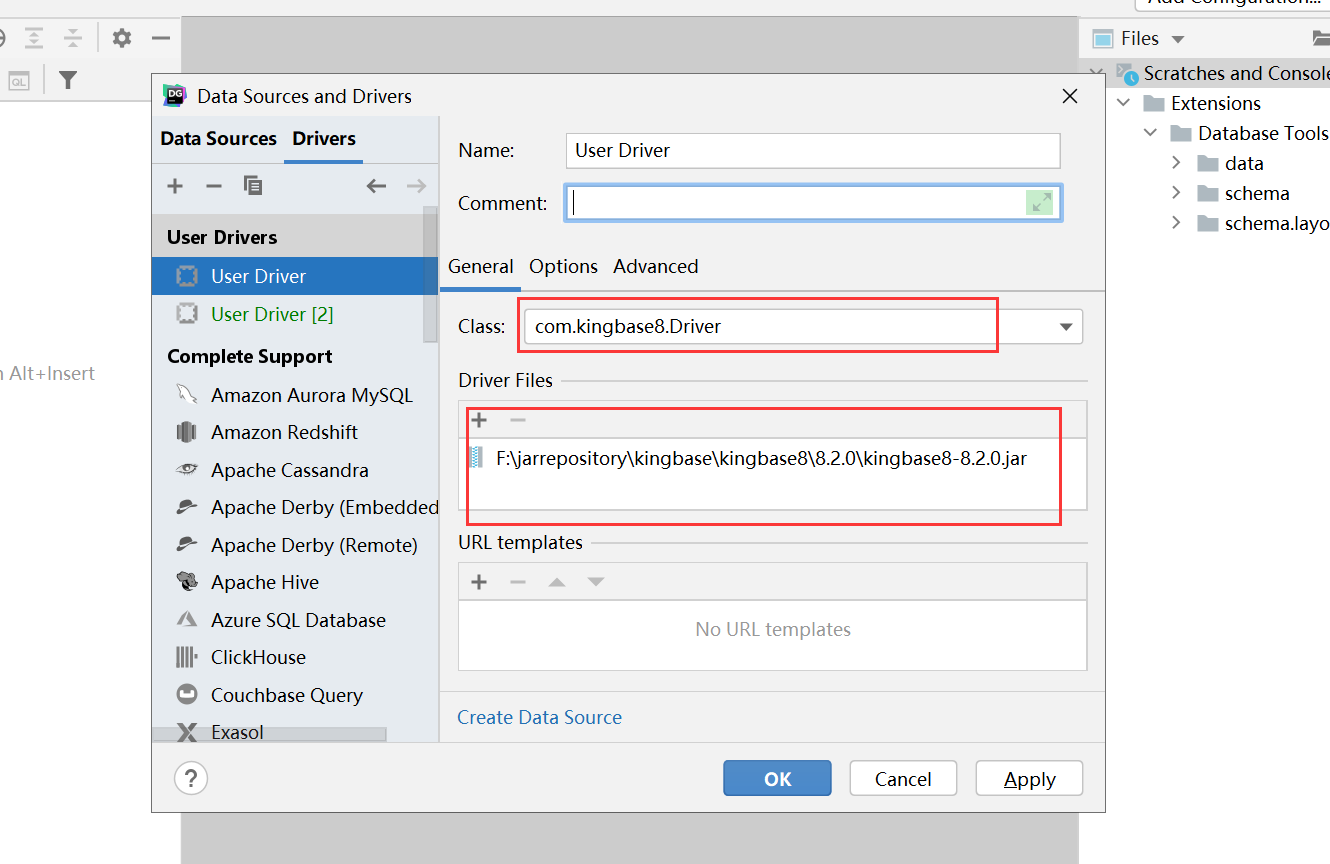 Add Configuration...
Files
QL
Scratches and Console
Extensions
Database Tools
data
schema
schema.layo
Alt+Insert
DG
Data Sources and Drivers
Data Sources
Drivers
User Drivers
User Driver
User Driver [2]
Complete Support
Amazon Aurora MySQL
Amazon Redshift
Apache Cassandra
Apache Derby (Embedded
Apache Derby (Remote)
Apache Hive
Azure SQL Database
ClickHouse
Couchbase Query
Exasol
Name: User Driver
Comment:
General Options Advanced
Class: com.kingbase8.Driver
Driver Files
F:\jarrepository\kingbase\kingbase8\8.2.0\kingbase8-8.2.0.jar
URL templates
No URL templates
Create Data Source
?
OK Cancel Apply